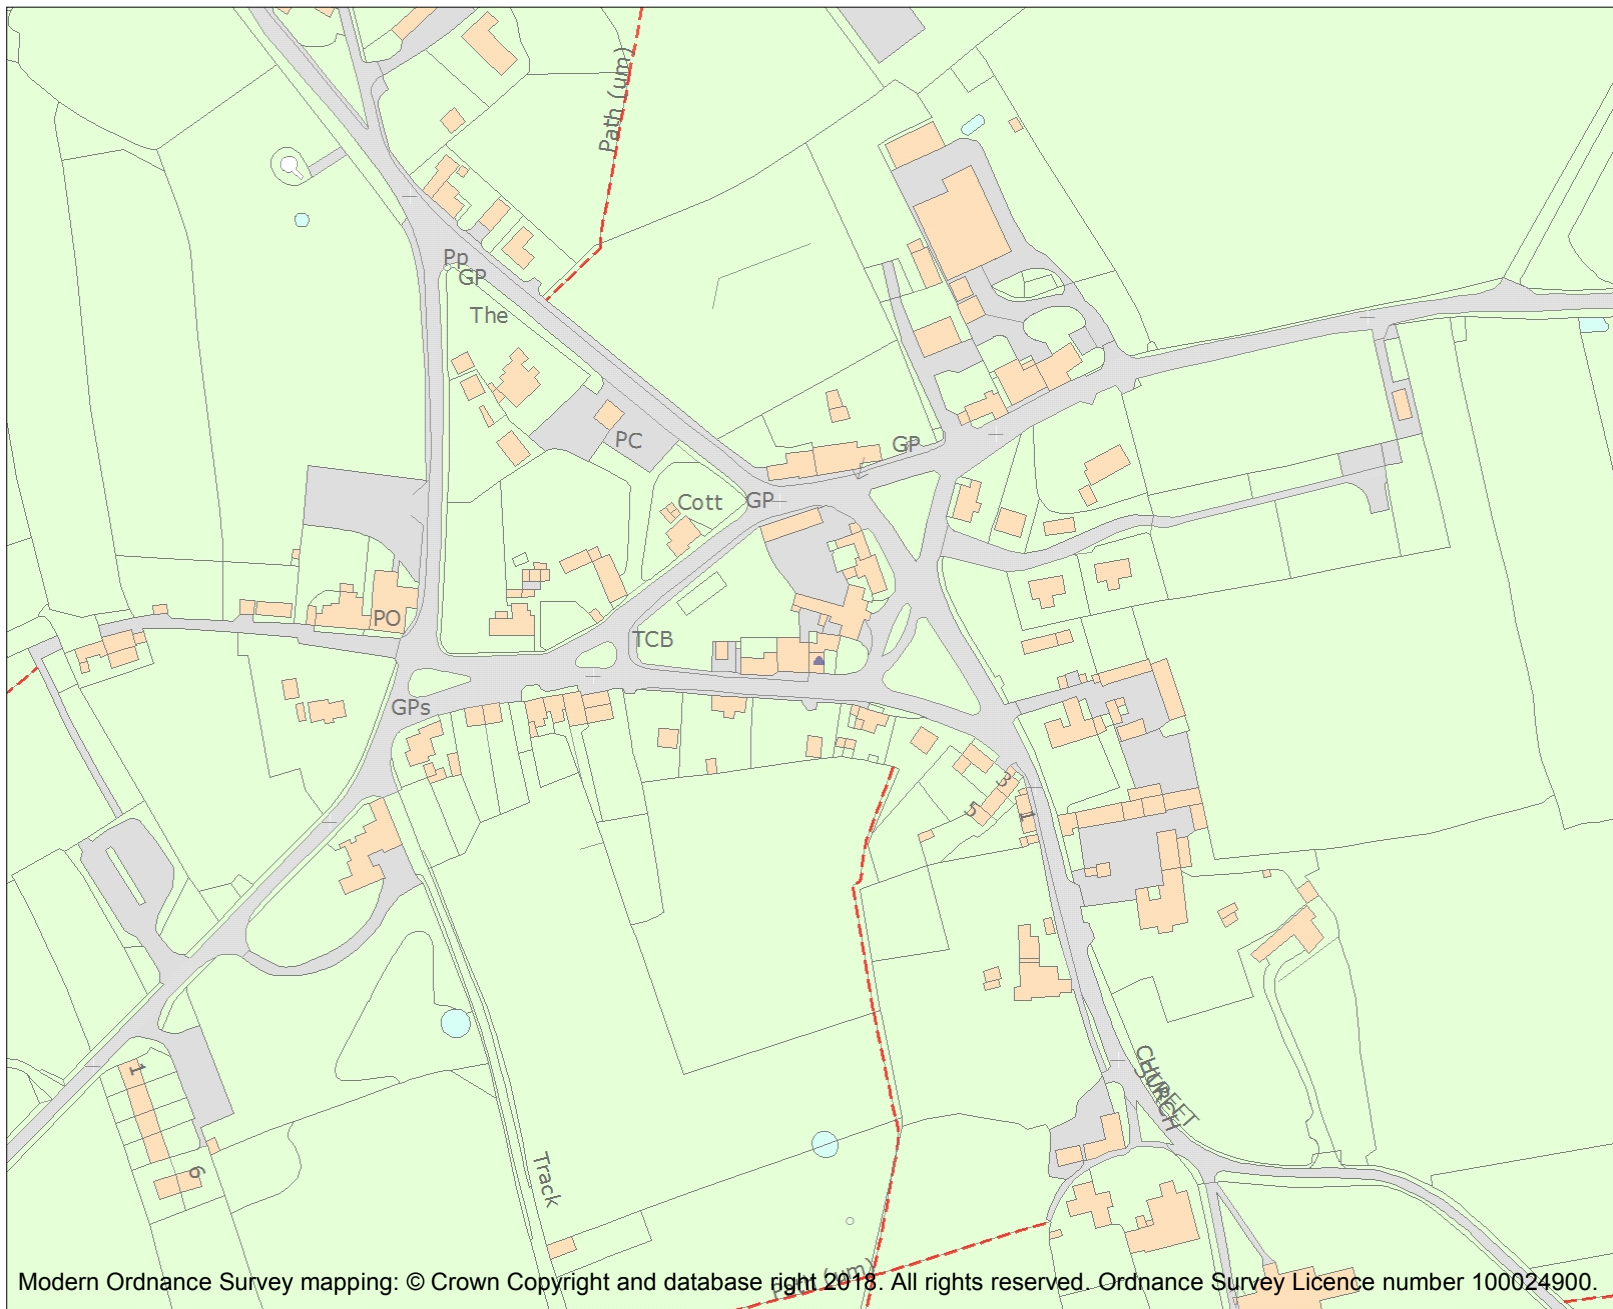 Path (um)
Pp
GP
The
PC
GP
Cott
GP
PO
TCB
GPs
3
5
1
CHURCH
STREET
1
6
Track
Path (um)
Modern Ordnance Survey mapping: © Crown Copyright and database right 2018. All rights reserved. Ordnance Survey Licence number 100024900.